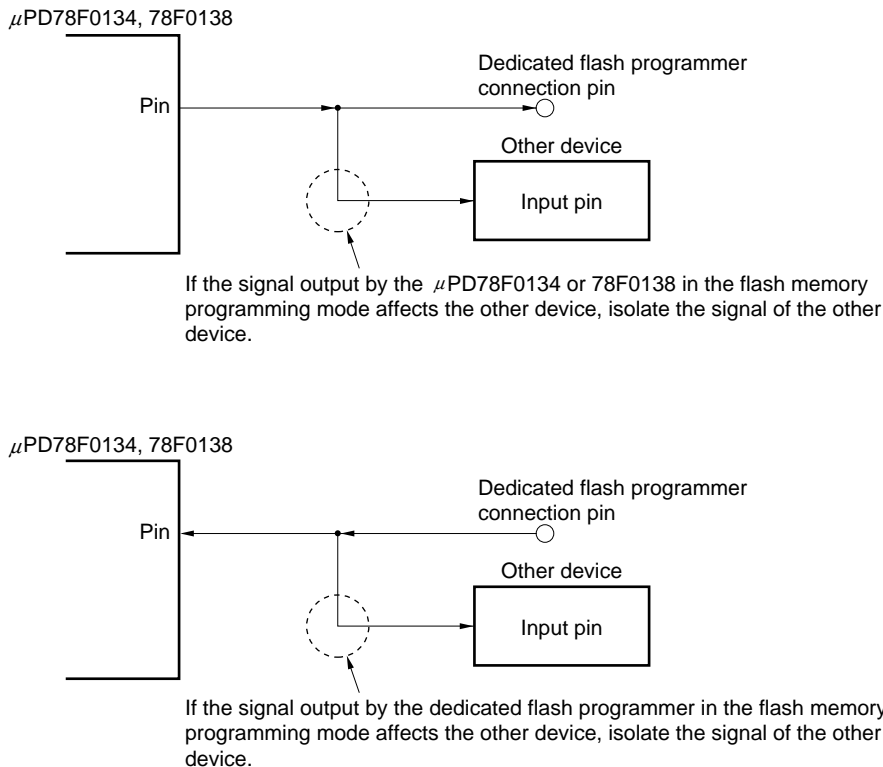 μPD78F0134, 78F0138
Dedicated flash programmer
connection pin
Pin
Other device
Input pin
If the signal output by the μPD78F0134 or 78F0138 in the flash memory
programming mode affects the other device, isolate the signal of the other
device.
μPD78F0134, 78F0138
Dedicated flash programmer
connection pin
Pin
Other device
Input pin
If the signal output by the dedicated flash programmer in the flash memory
programming mode affects the other device, isolate the signal of the other
device.